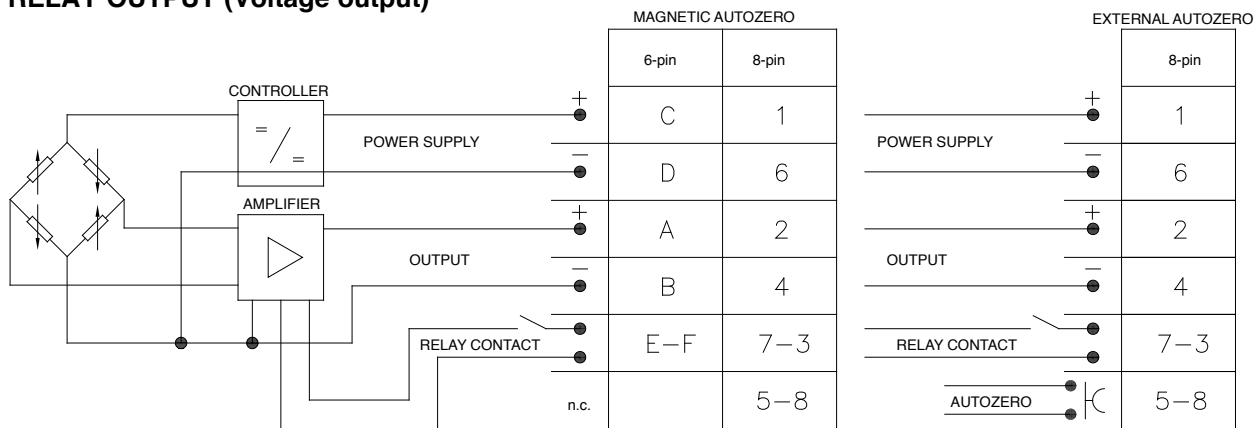 RELAY OUTPUT (Voltage output)
MAGNETIC AUTOZERO
EXTERNAL AUTOZERO
6-pin 8-pin 8-pin
CONTROLLER
= / =
+ C 1 + 1
POWER SUPPLY POWER SUPPLY
– D 6 – 6
AMPLIFIER
+ A 2 + 2
OUTPUT OUTPUT
– B 4 – 4
RELAY CONTACT E-F 7-3 RELAY CONTACT 7-3
n.c. 5-8 AUTOZERO 5-8